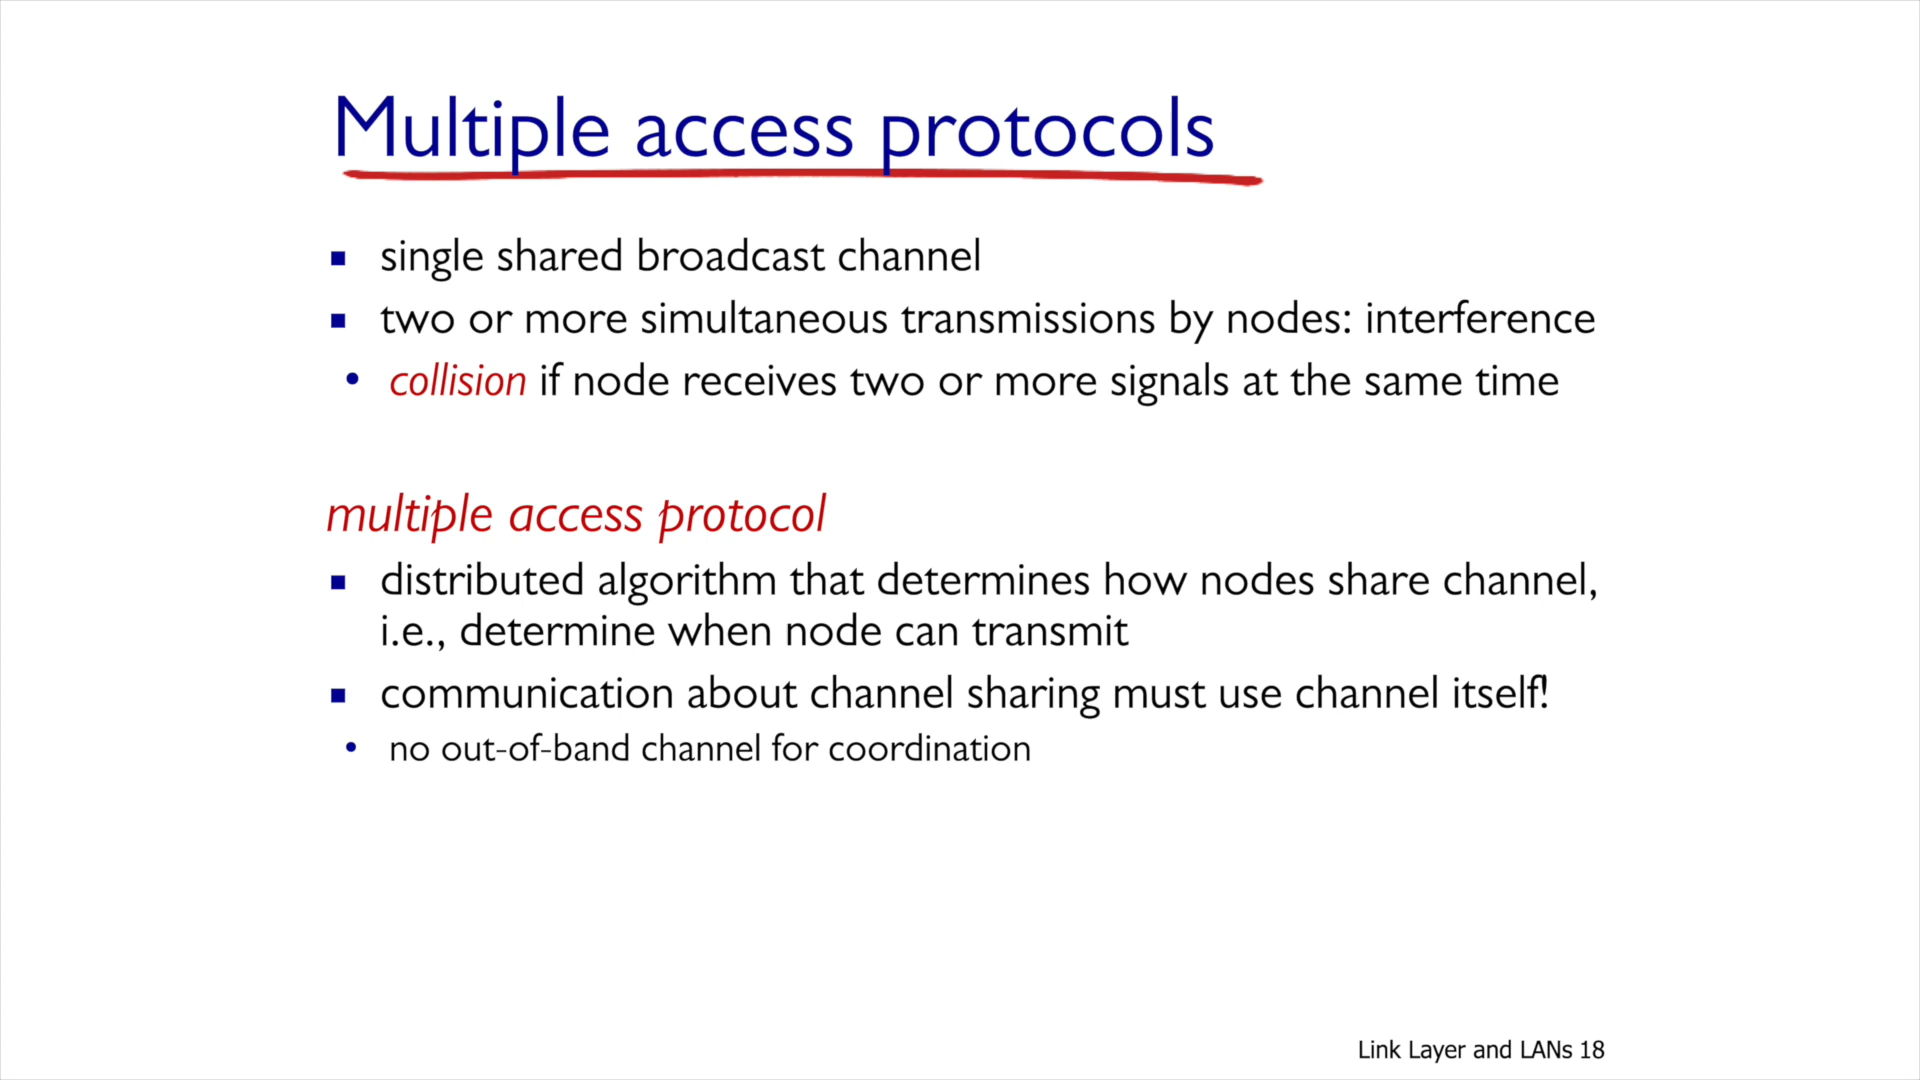 Multiple access protocols
single shared broadcast channel
two or more simultaneous transmissions by nodes: interference
collision if node receives two or more signals at the same time
multiple access protocol
distributed algorithm that determines how nodes share channel,
i.e., determine when node can transmit
communication about channel sharing must use channel itself!
no out-of-band channel for coordination
Link Layer and LANs 18